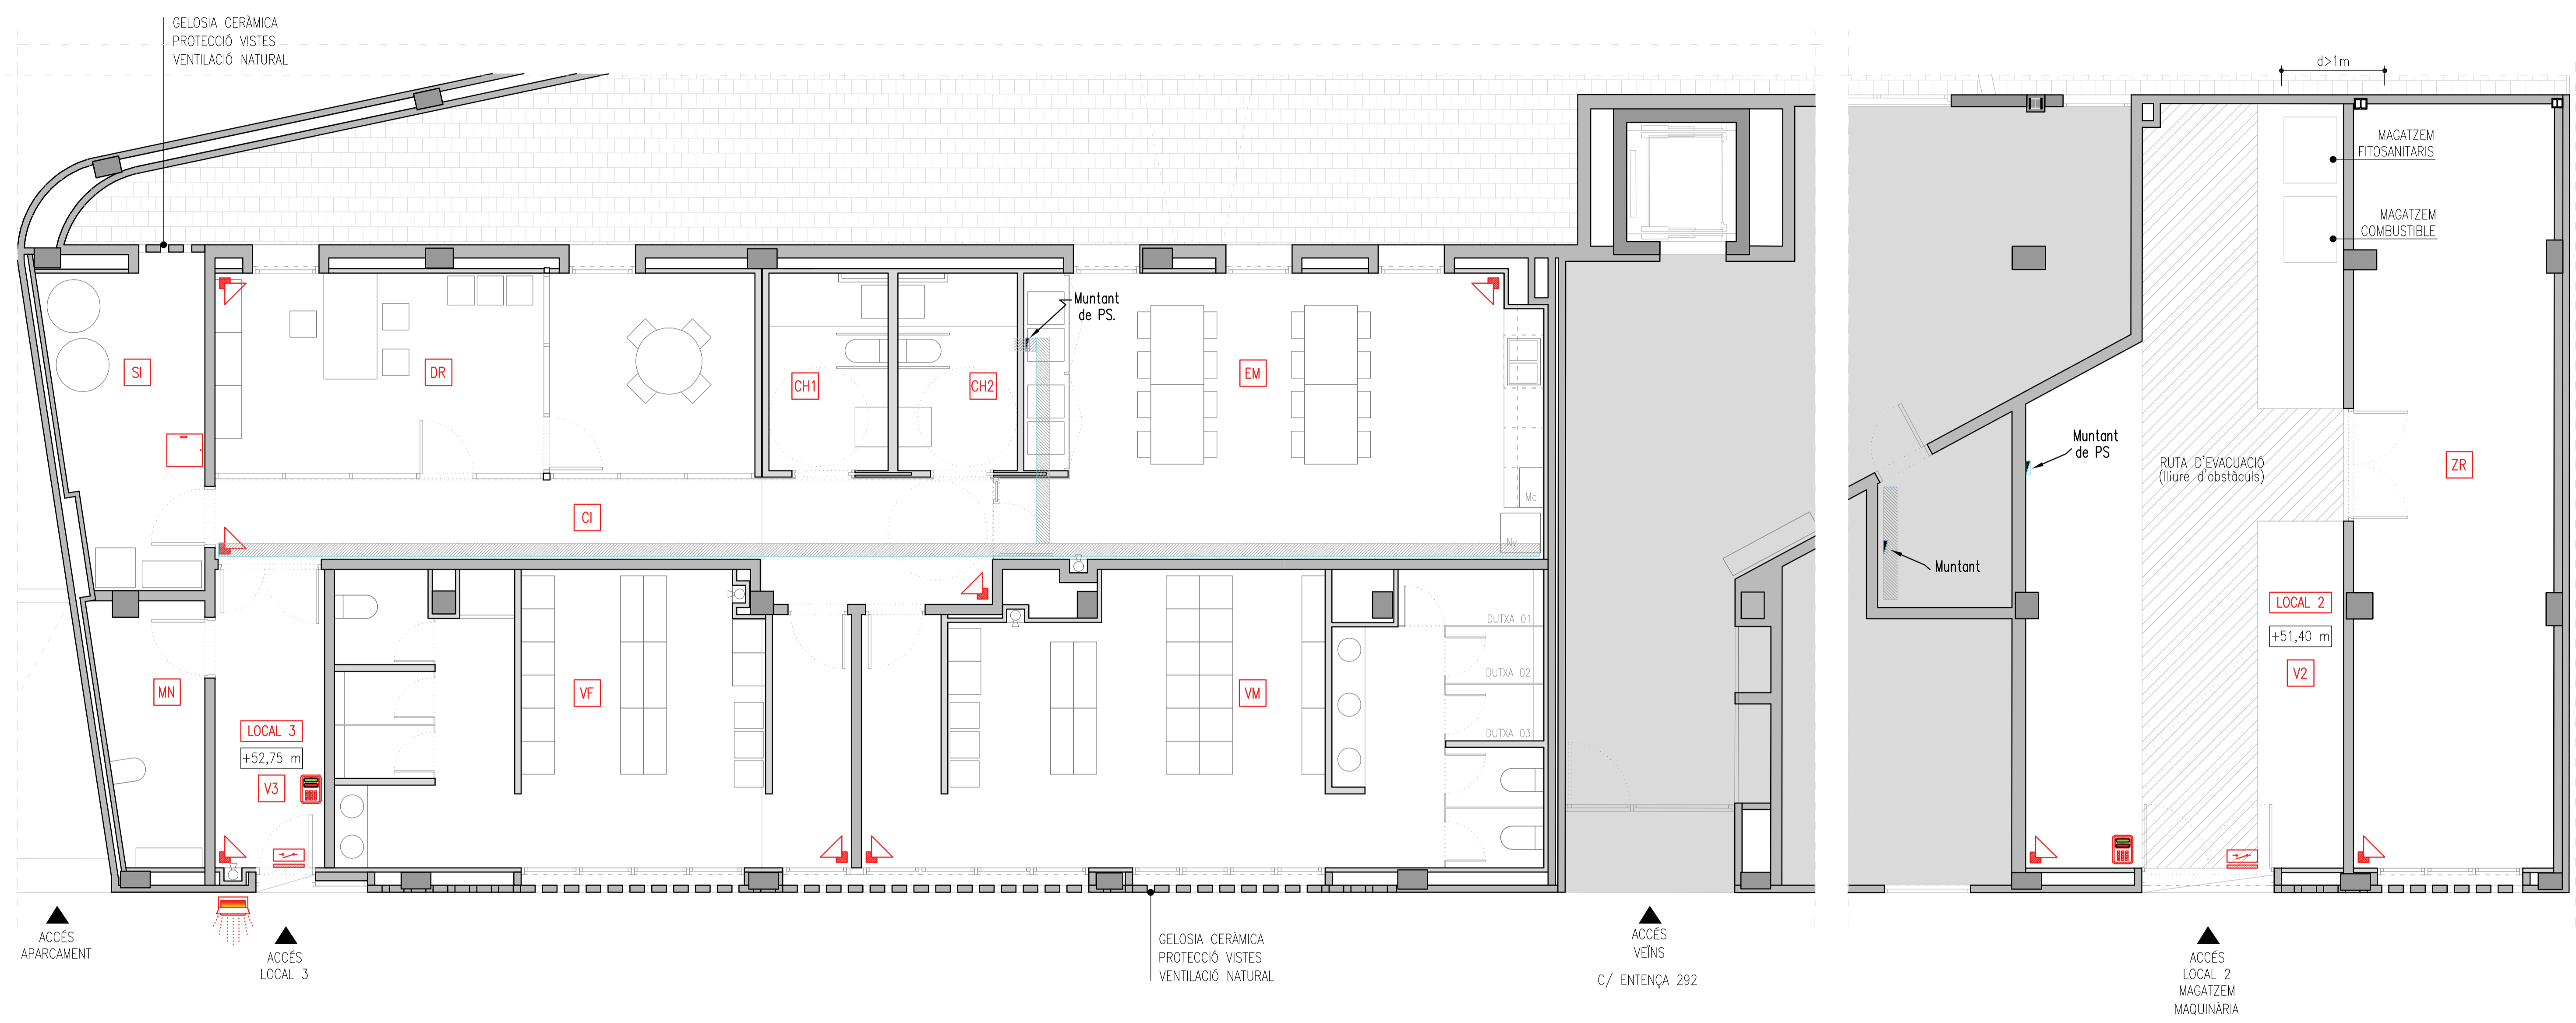 GELOSIA CERÀMICA
PROTECCIÓ VISTES
VENTILACIÓ NATURAL
d>1m
MAGATZEM
FITOSANITARIS
MAGATZEM
COMBUSTIBLE
Muntant
de PS.
SI
DR
CH1
CH2
EM
Muntant
de PS
RUTA D'EVACUACIÓ
(lliure d'obstàculs)
ZR
Mc
CI
Nv
Muntant
LOCAL 2
+51,40 m
V2
DUTXA 01
DUTXA 02
DUTXA 03
MN
VF
VM
LOCAL 3
+52,75 m
V3
ACCÉS
APARCAMENT
ACCÉS
LOCAL 3
GELOSIA CERÀMICA
PROTECCIÓ VISTES
VENTILACIÓ NATURAL
ACCÉS
VEÏNS
C/ ENTENÇA 292
ACCÉS
LOCAL 2
MAGATZEM
MAQUINÀRIA